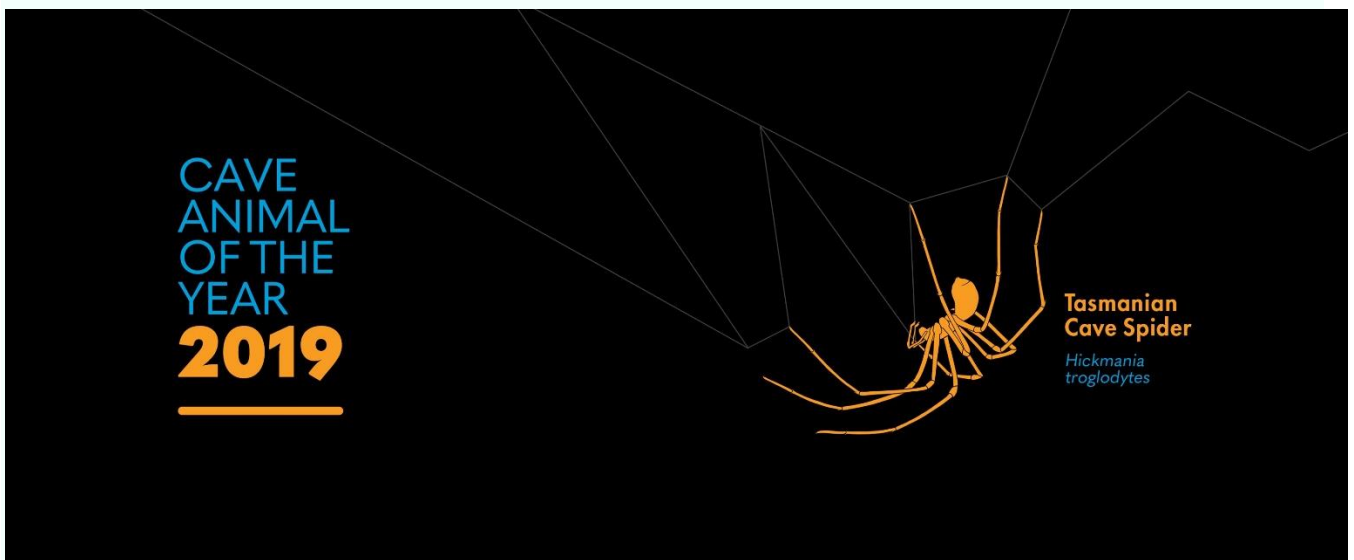 CAVE
ANIMAL
OF THE
YEAR
2019
Tasmanian
Cave Spider
Hickmania
troglodytes